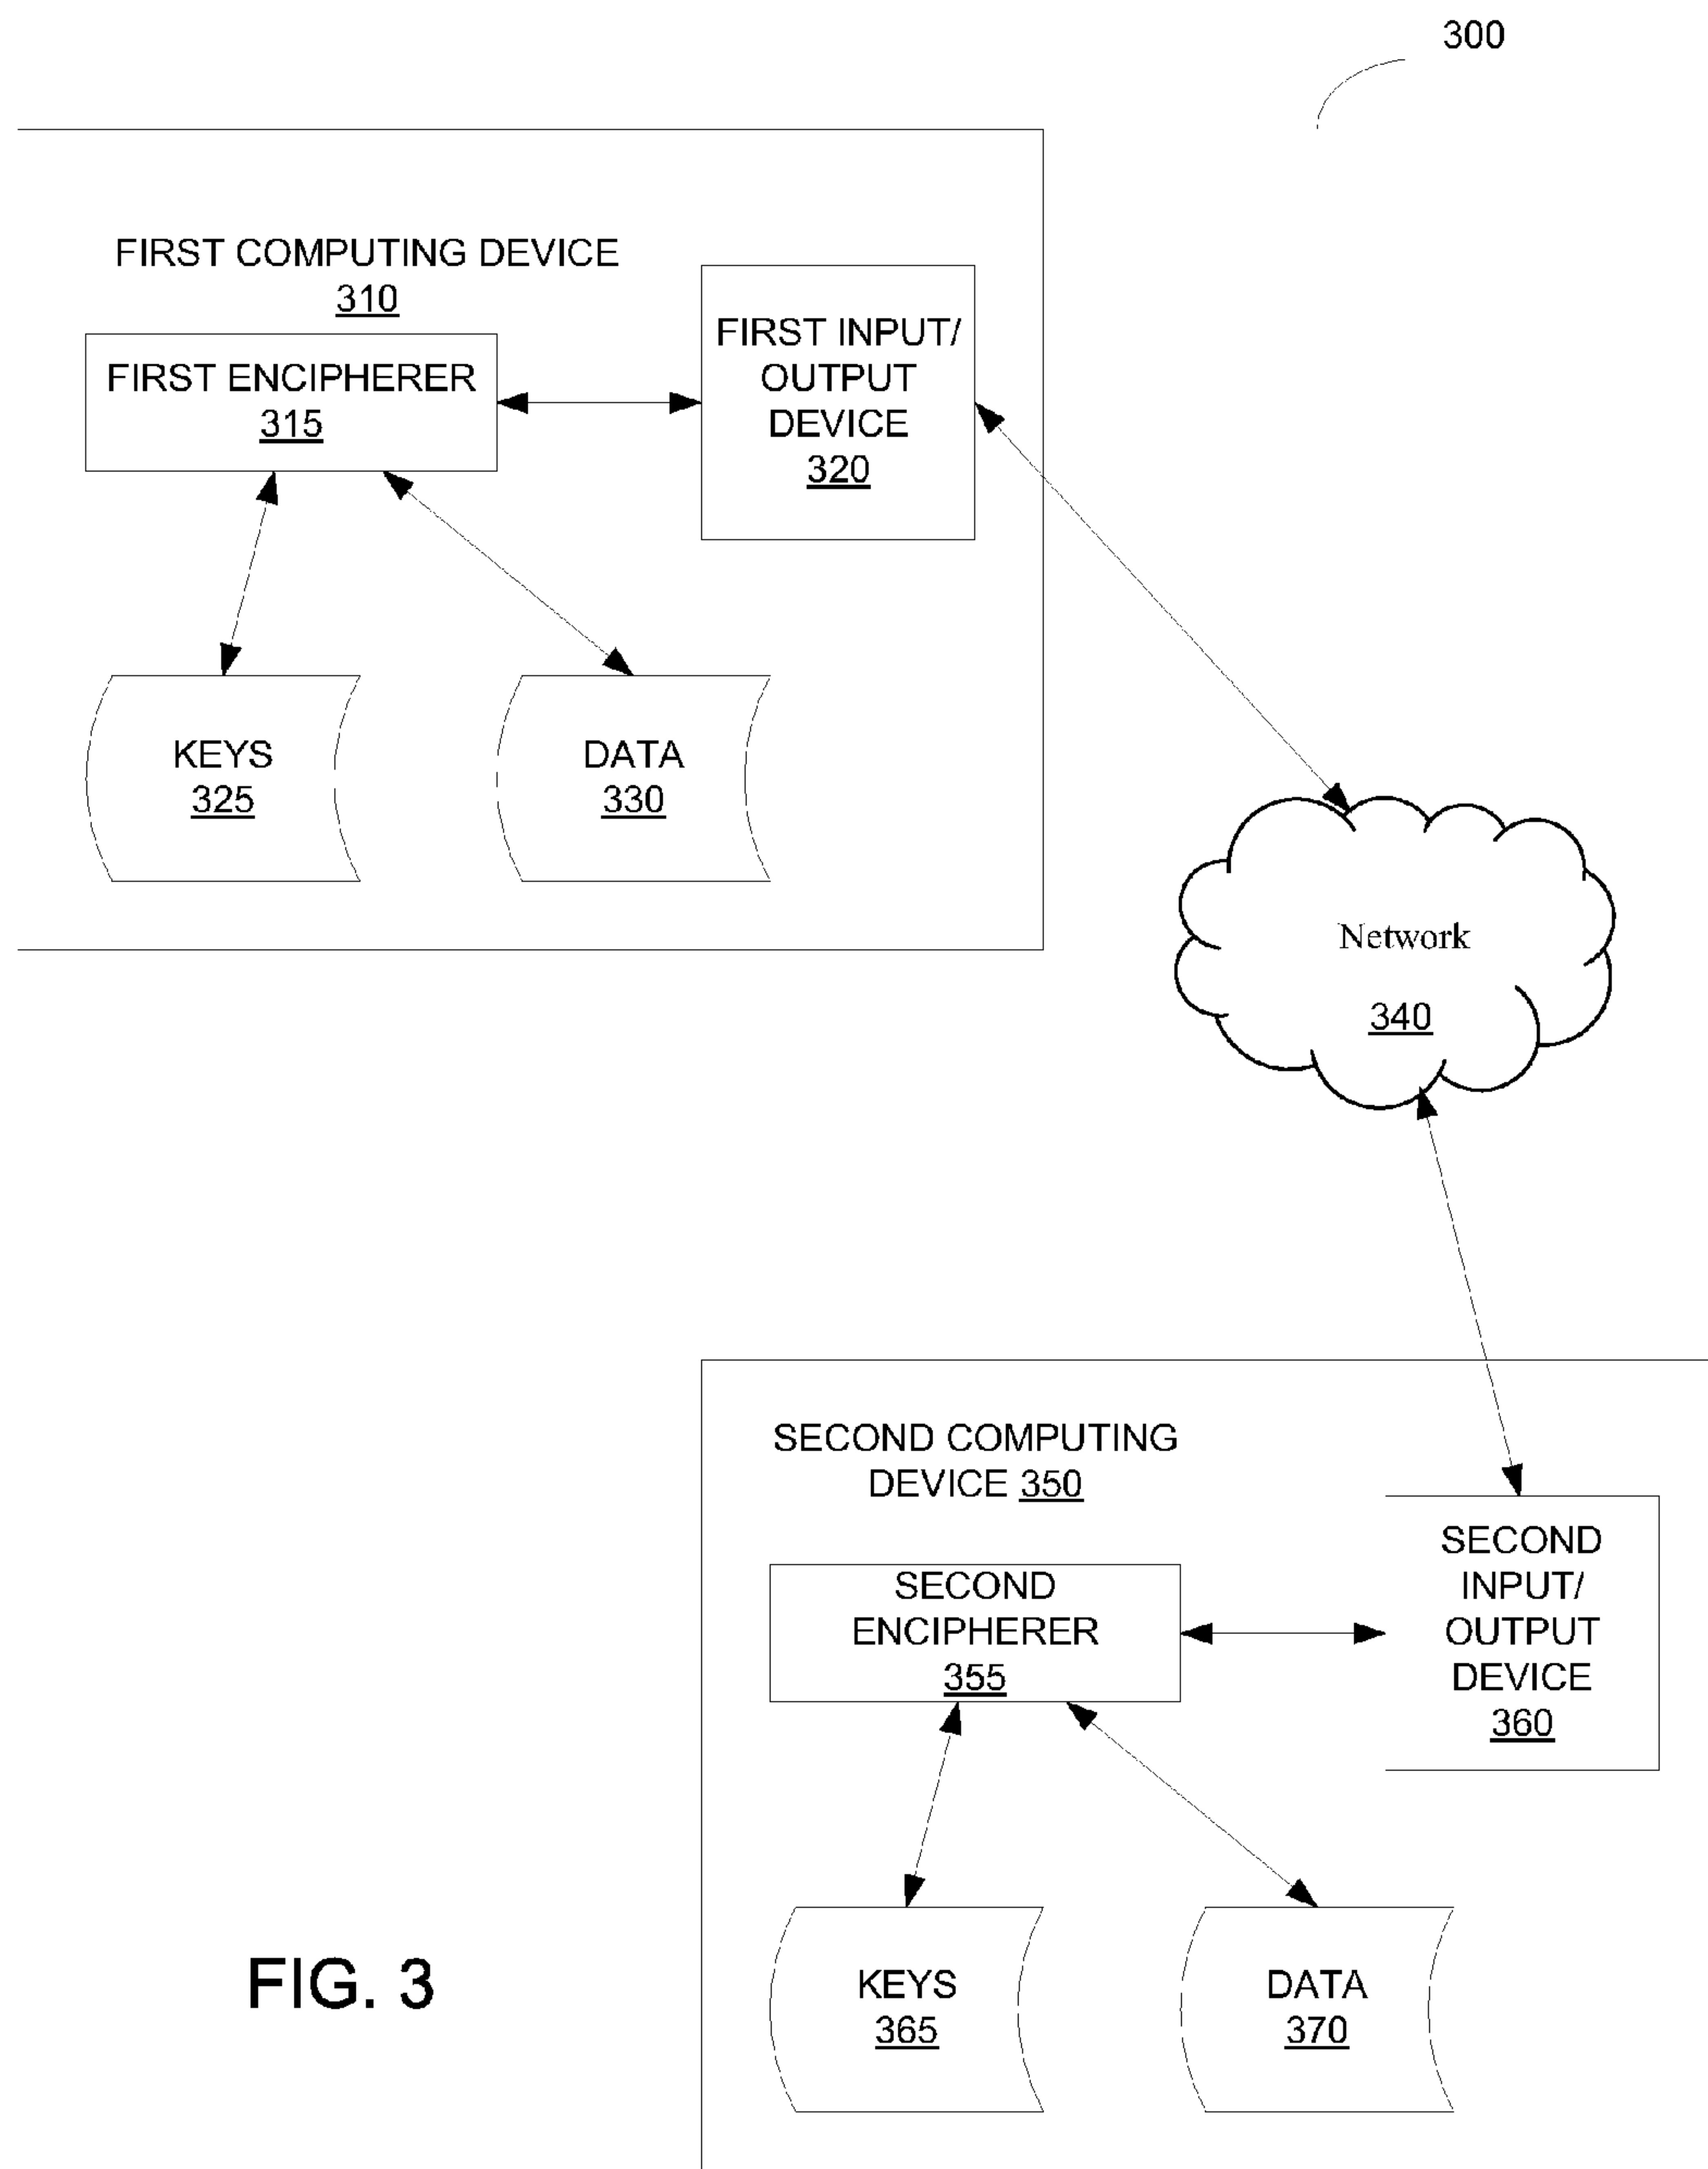 300
FIRST COMPUTING DEVICE
310
FIRST ENCIPHERER
315
FIRST INPUT/
OUTPUT
DEVICE
320
KEYS
325
DATA
330
Network
340
SECOND COMPUTING
DEVICE 350
SECOND
ENCIPHERER
355
SECOND
INPUT/
OUTPUT
DEVICE
360
KEYS
365
DATA
370
FIG. 3